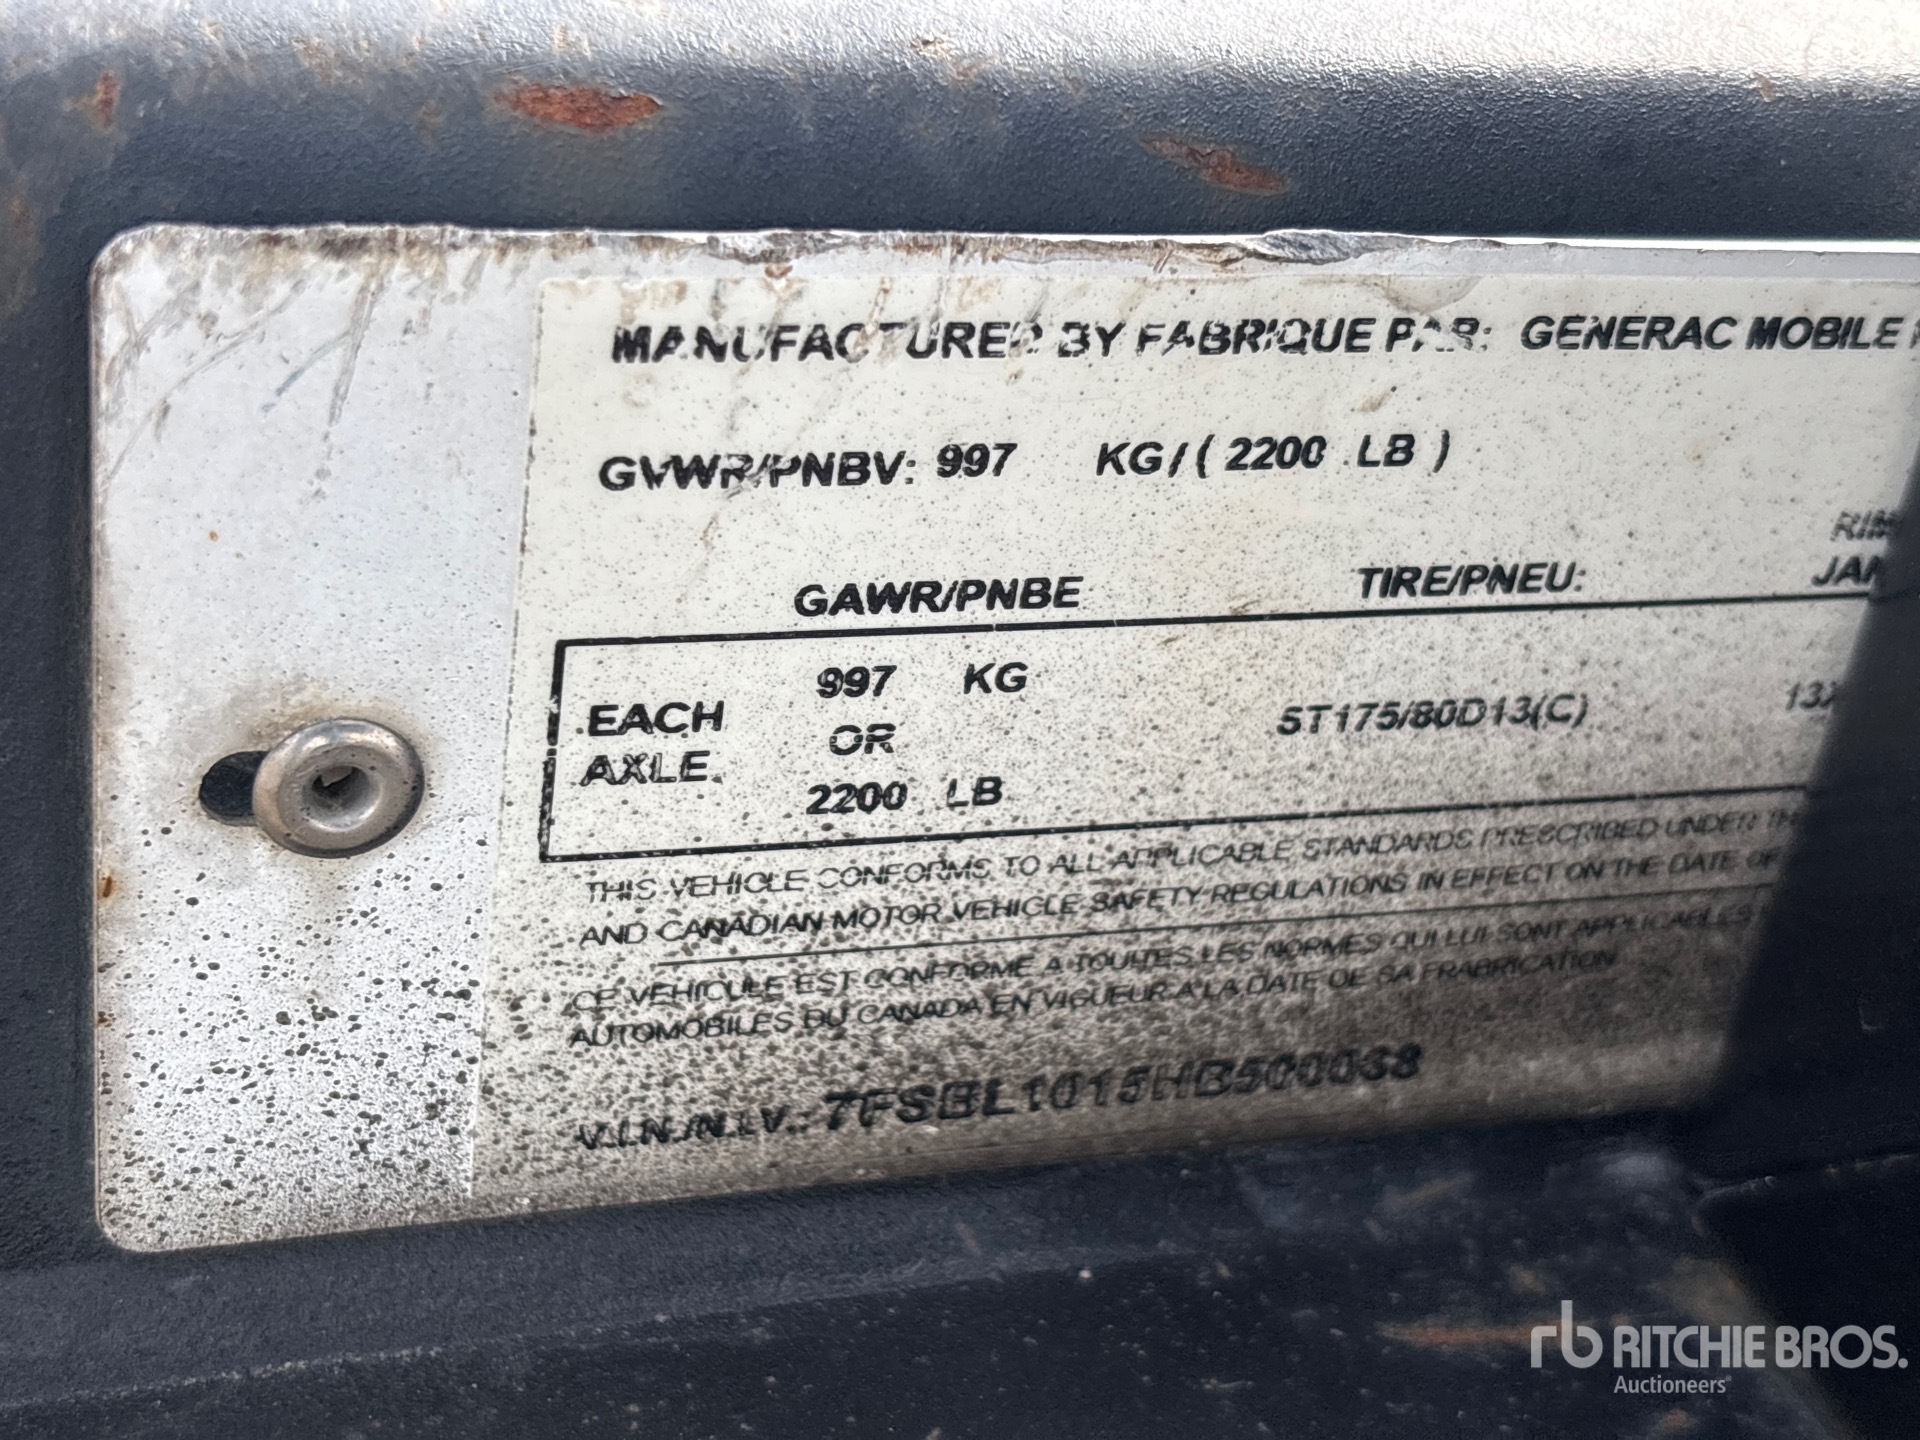 MANUFACTURED BY FABRIQUE PAR: GENERAC MOBILE
GVWR/PNBV: 997 KG / ( 2200 LB )
GAWR/PNBE TIRE/PNEU:
EACH AXLE 997 KG OR 2200 LB ST175/80D13(C)
THIS VEHICLE CONFORMS TO ALL APPLICABLE STANDARDS PRESCRIBED UNDER
AND CANADIAN MOTOR VEHICLE SAFETY REGULATIONS IN EFFECT ON THE DATE OF
CE VEHICULE EST CONFORME A TOUTES LES NORMES QUI LUI SONT APPLICABLES
AUTOMOBILES DU CANADA EN VIGUEUR A LA DATE DE SA FRABRICATION
V.I.N./N.I.V.: 7FSBL1015HB500038
rb RITCHIE BROS.
Auctioneers